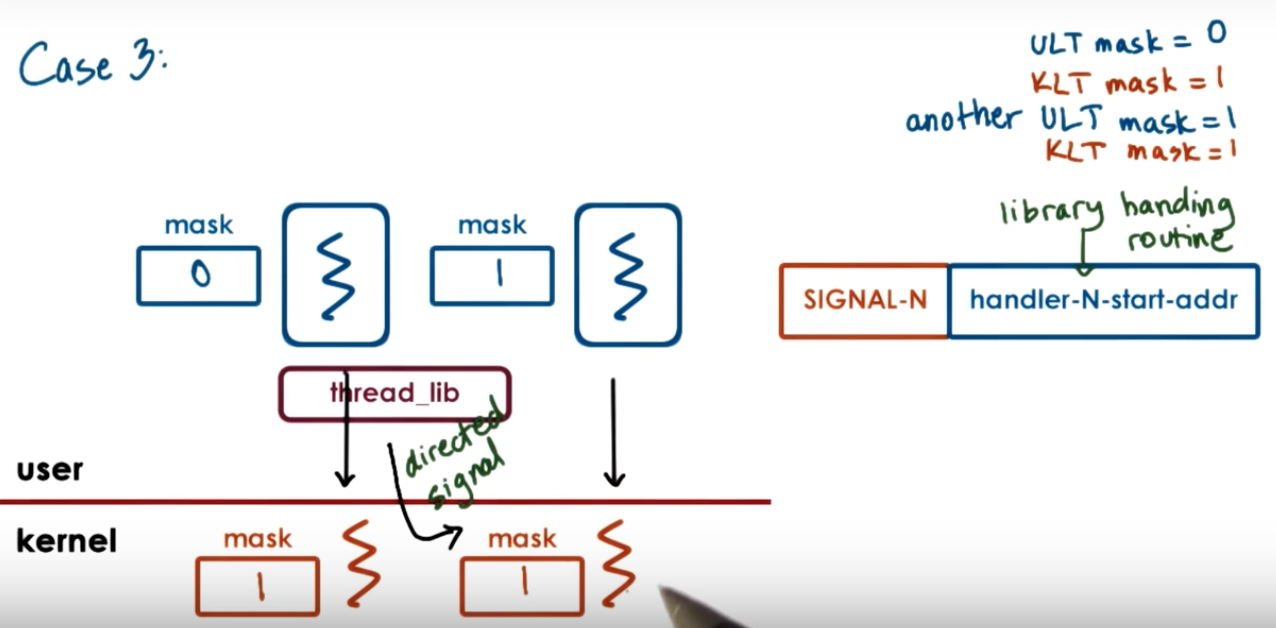 Case 3:
ULT mask = 0
KLT mask = 1
another ULT mask = 1
KLT mask = 1
library handing
routine
mask
0
mask
1
SIGNAL-N
handler-N-start-addr
thread_lib
directed
signal
user
kernel
mask
1
mask
1